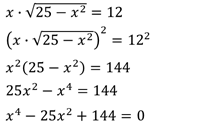 x · √(25 − x²) = 12
(x · √(25 − x²))² = 12²
x²(25 − x²) = 144
25x² − x⁴ = 144
x⁴ − 25x² + 144 = 0